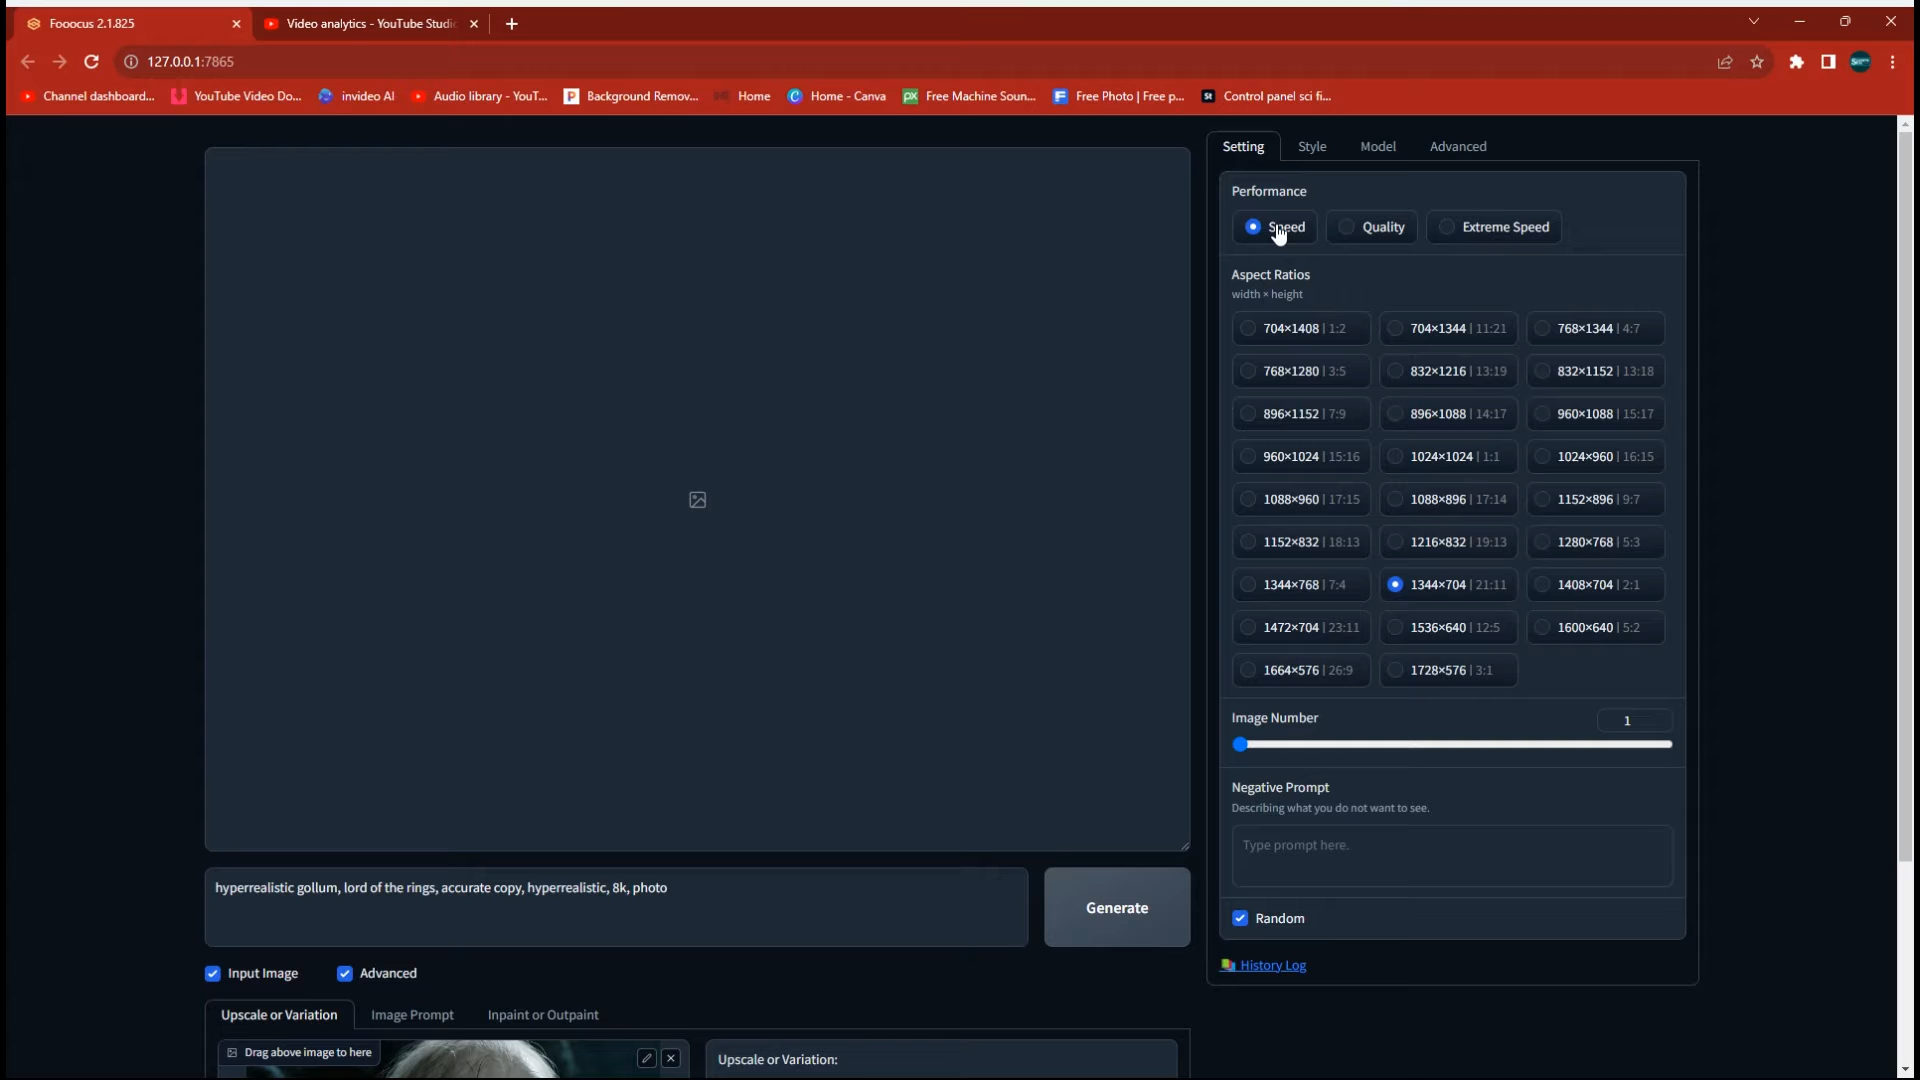 Fooocus 2.1.825
Video analytics - YouTube Studi
127.0.0.1:7865
Channel dashboard...
YouTube Video Do...
invideo AI
Audio library - YouT...
Background Remov...
Home
Home - Canva
Free Machine Soun...
Free Photo | Free p...
Control panel sci fi...
Setting
Style
Model
Advanced
Performance
Speed
Quality
Extreme Speed
Aspect Ratios
width × height
704×1408 | 1:2
704×1344 | 11:21
768×1344 | 4:7
768×1280 | 3:5
832×1216 | 13:19
832×1152 | 13:18
896×1152 | 7:9
896×1088 | 14:17
960×1088 | 15:17
960×1024 | 15:16
1024×1024 | 1:1
1024×960 | 16:15
1088×960 | 17:15
1088×896 | 17:14
1152×896 | 9:7
1152×832 | 18:13
1216×832 | 19:13
1280×768 | 5:3
1344×768 | 7:4
1344×704 | 21:11
1408×704 | 2:1
1472×704 | 23:11
1536×640 | 12:5
1600×640 | 5:2
1664×576 | 26:9
1728×576 | 3:1
Image Number
1
Negative Prompt
Describing what you do not want to see.
Type prompt here.
Random
History Log
hyperrealistic gollum, lord of the rings, accurate copy, hyperrealistic, 8k, photo
Generate
Input Image
Advanced
Upscale or Variation
Image Prompt
Inpaint or Outpaint
Drag above image to here
Upscale or Variation: